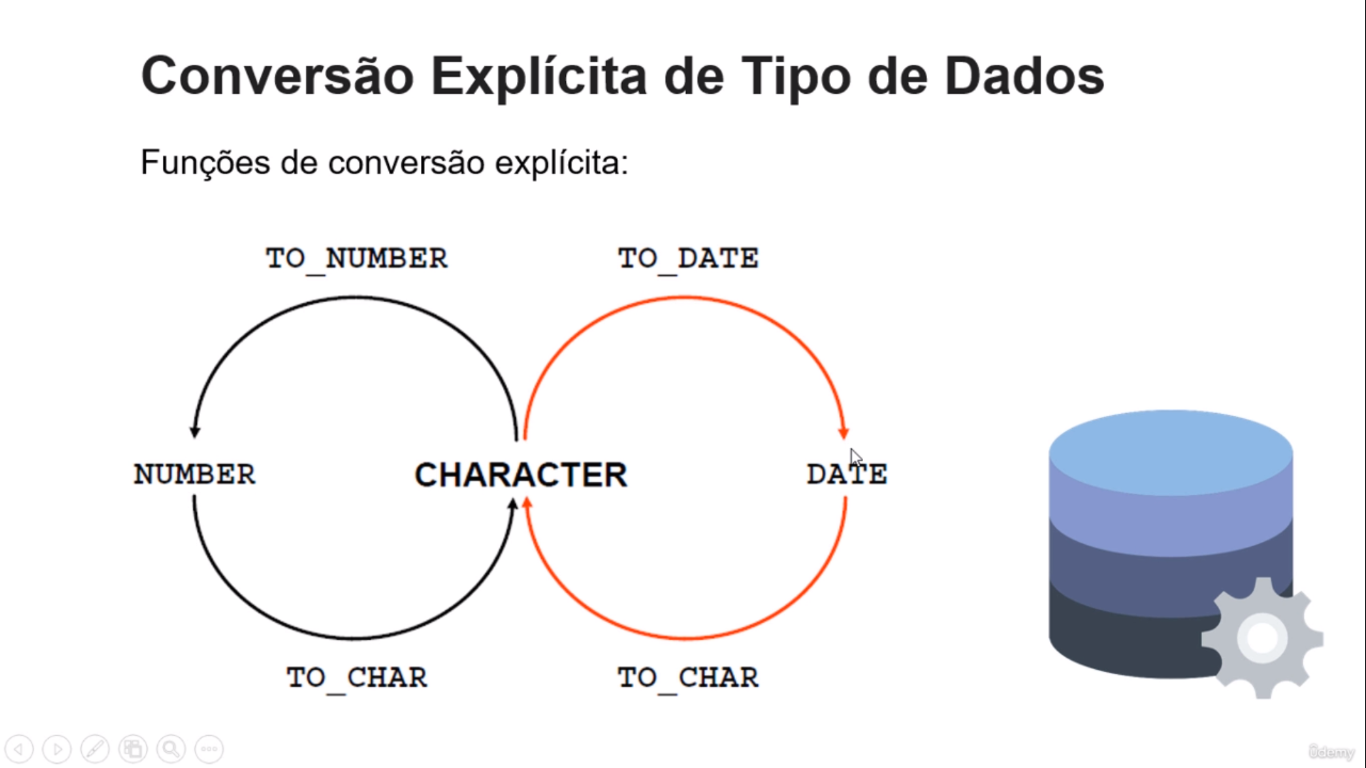 Conversão Explícita de Tipo de Dados
Funções de conversão explícita:
TO_NUMBER TO_DATE
NUMBER CHARACTER DATE
TO_CHAR TO_CHAR
ûdemy